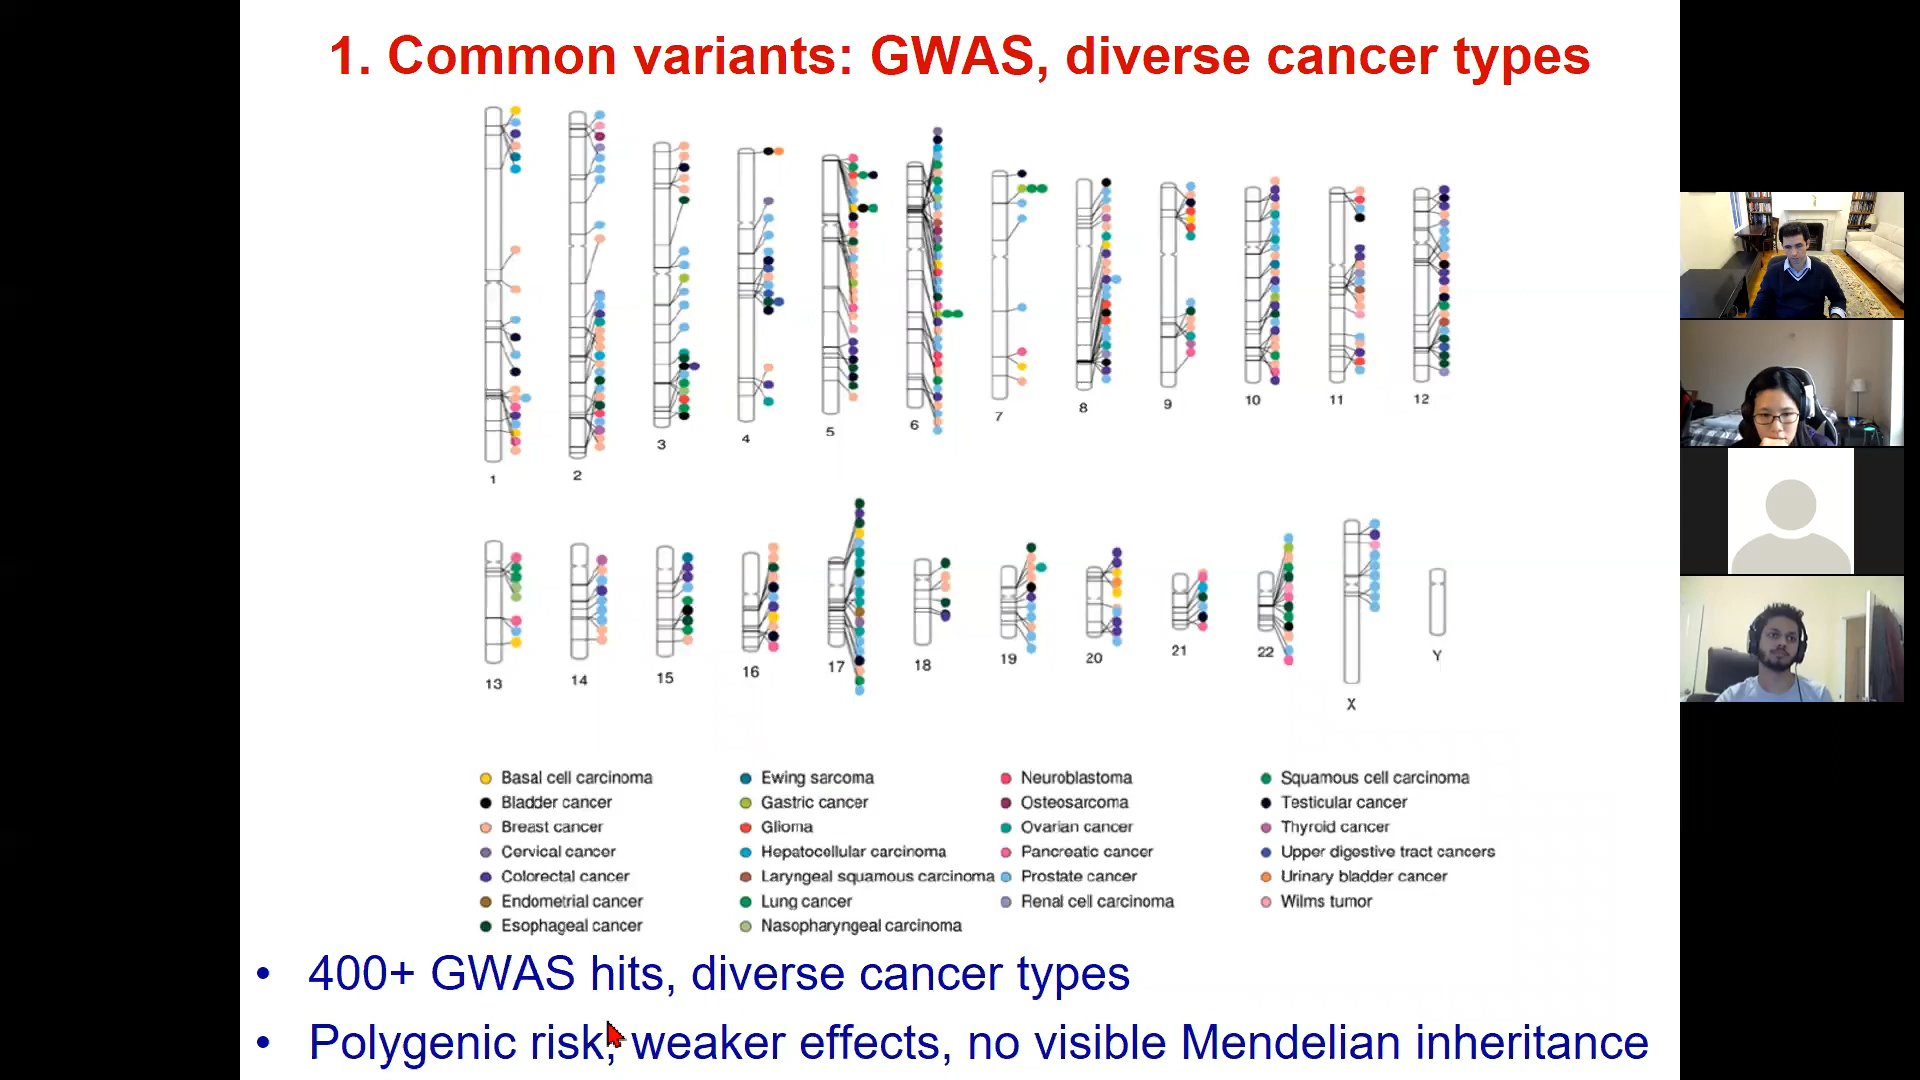 1. Common variants: GWAS, diverse cancer types
1 2 3 4 5 6 7 8 9 10 11 12
13 14 15 16 17 18 19 20 21 22 X Y
Basal cell carcinoma
Bladder cancer
Breast cancer
Cervical cancer
Colorectal cancer
Endometrial cancer
Esophageal cancer
Ewing sarcoma
Gastric cancer
Glioma
Hepatocellular carcinoma
Laryngeal squamous carcinoma
Lung cancer
Nasopharyngeal carcinoma
Neuroblastoma
Osteosarcoma
Ovarian cancer
Pancreatic cancer
Prostate cancer
Renal cell carcinoma
Squamous cell carcinoma
Testicular cancer
Thyroid cancer
Upper digestive tract cancers
Urinary bladder cancer
Wilms tumor
• 400+ GWAS hits, diverse cancer types
• Polygenic risk, weaker effects, no visible Mendelian inheritance